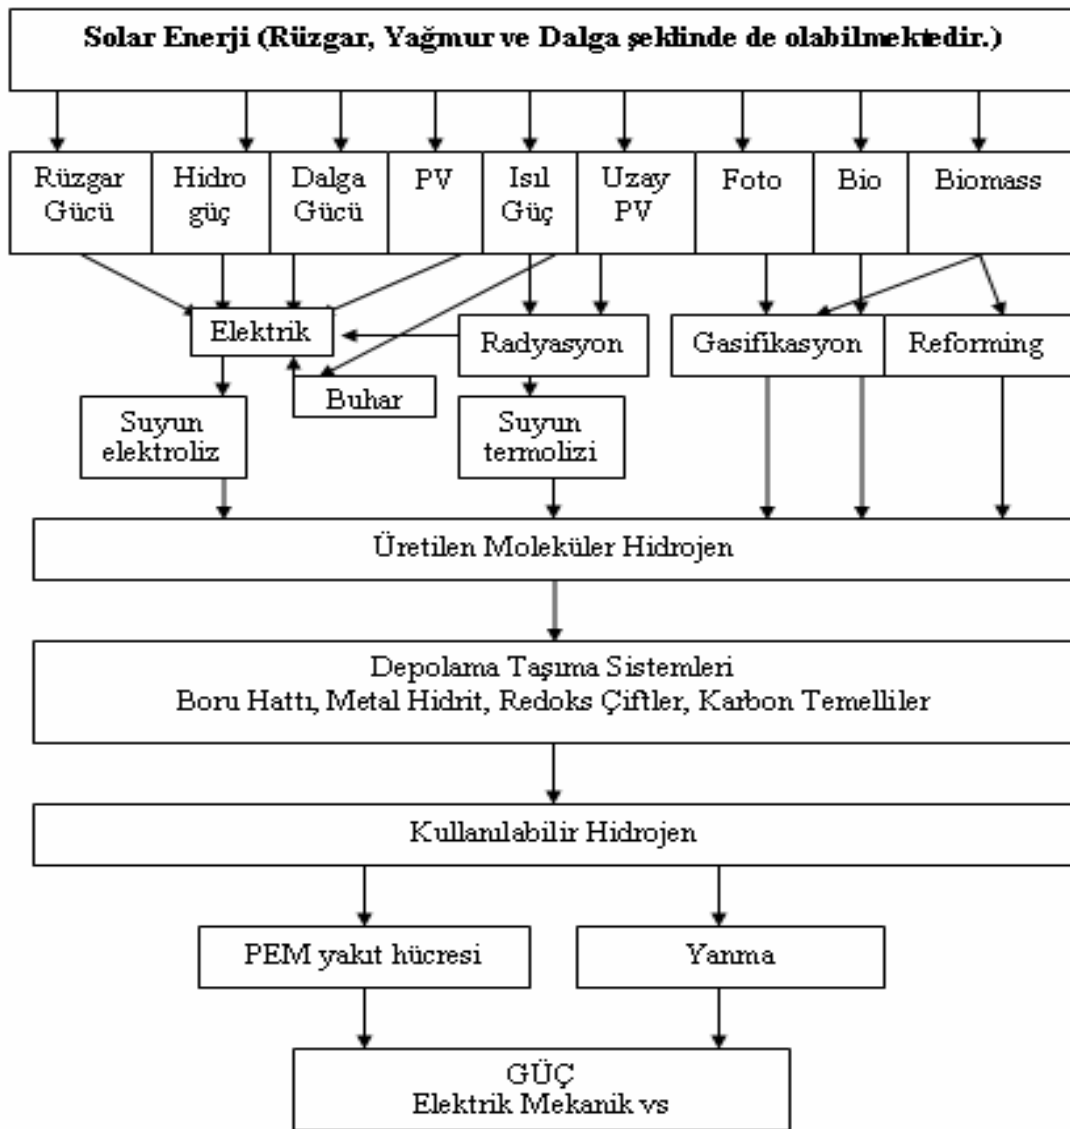 Solar Enerji (Rüzgar, Yağmur ve Dalga şeklinde de olabilmektedir.)
Rüzgar
Gücü
Hidro
güç
Dalga
Gücü
PV
Isıl
Güç
Uzay
PV
Foto
Bio
Biomass
Elektrik
Radyasyon
Gasifikasyon
Reforming
Buhar
Suyun
elektroliz
Suyun
termolizi
Üretilen Moleküler Hidrojen
Depolama Taşıma Sistemleri
Boru Hattı, Metal Hidrit, Redoks Çiftler, Karbon Temelliler
Kullanılabilir Hidrojen
PEM yakıt hücresi
Yanma
GÜÇ
Elektrik Mekanik vs